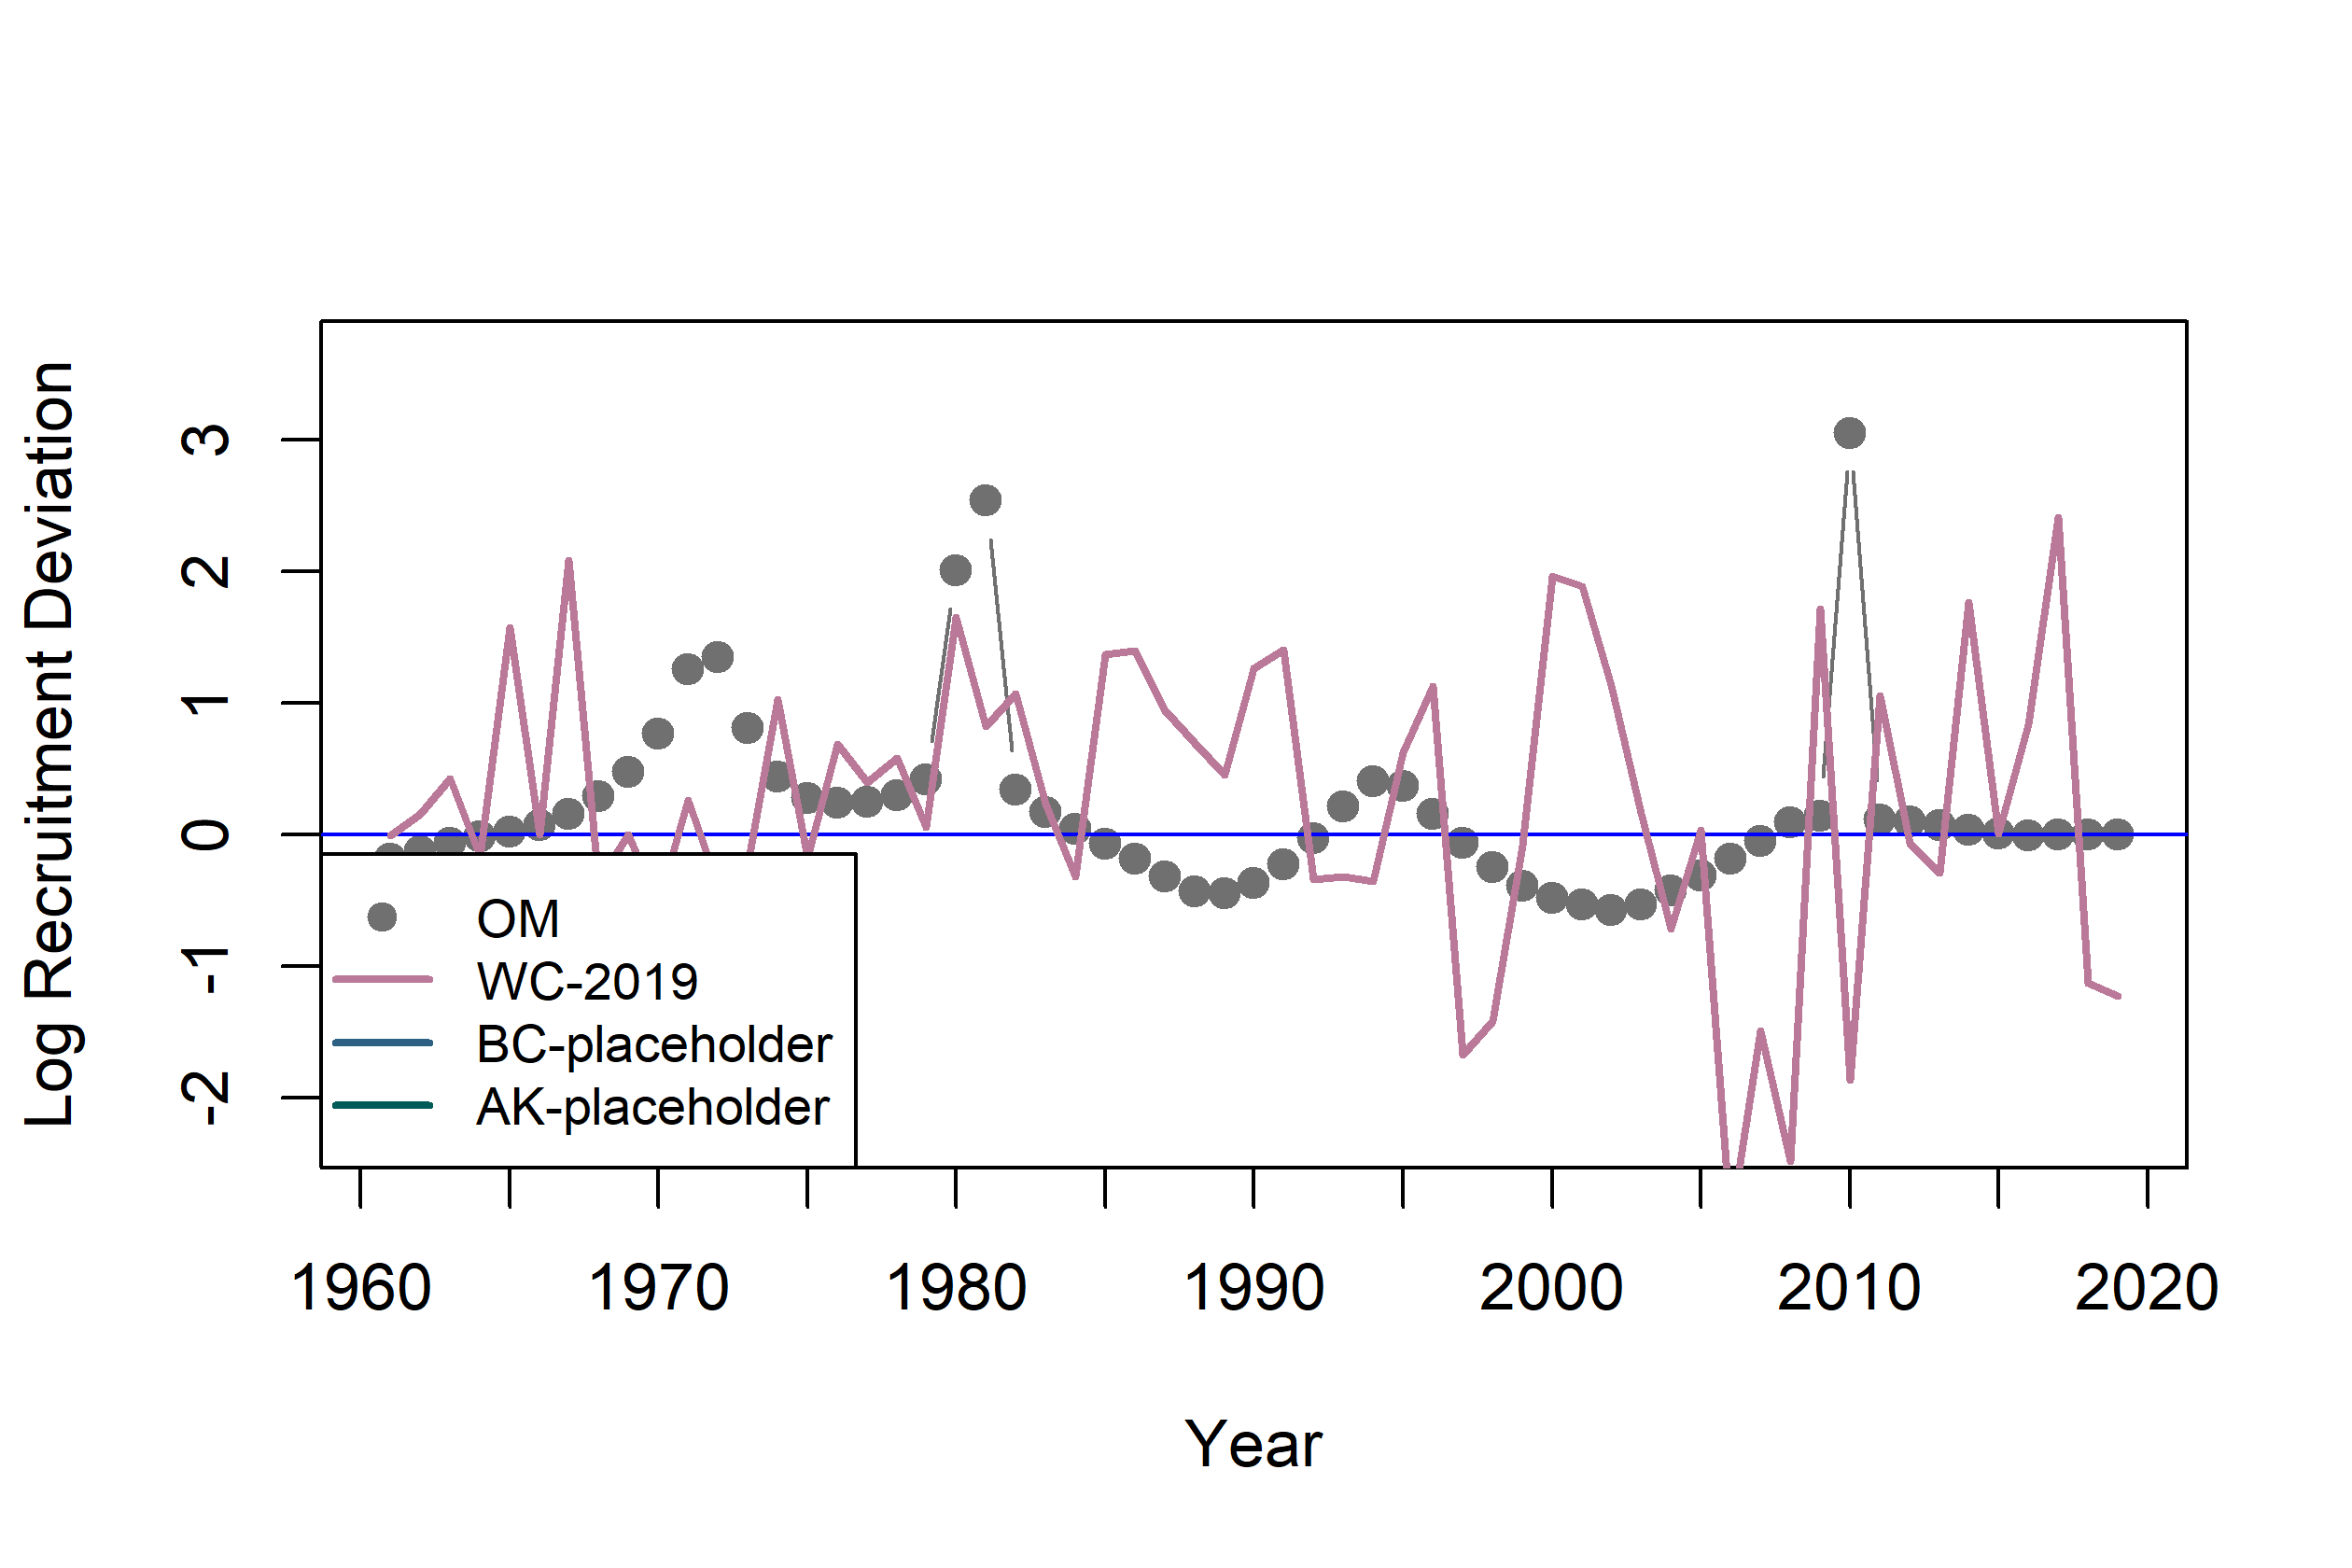 Log Recruitment Deviation
3
2
1
0
-1
-2
OM
WC-2019
BC-placeholder
AK-placeholder
1960 1970 1980 1990 2000 2010 2020
Year